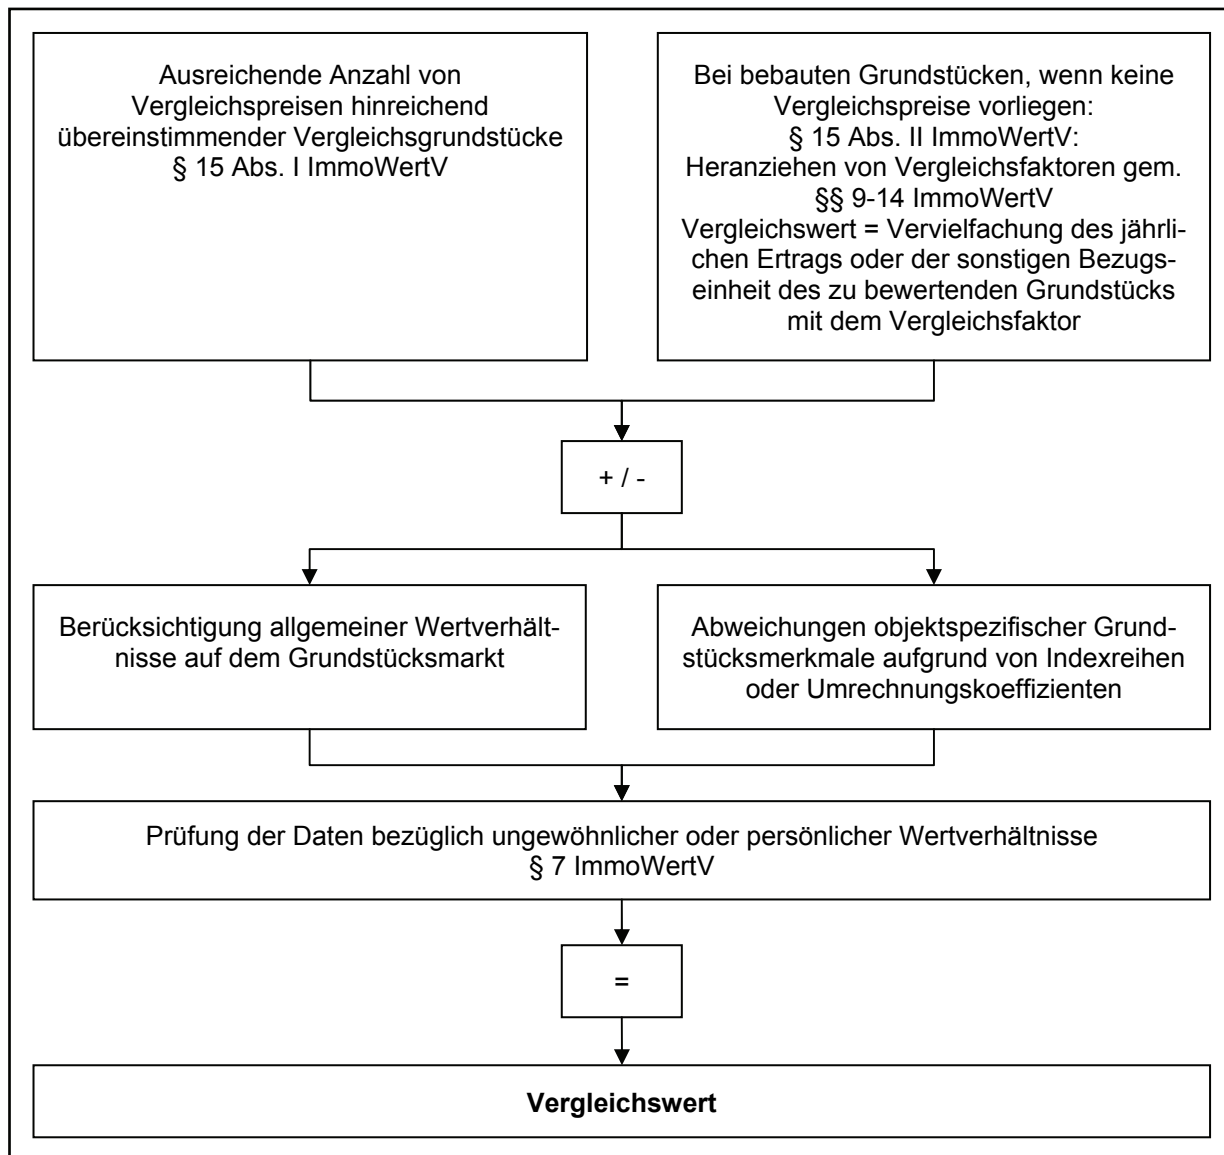 Ausreichende Anzahl von
Vergleichspreisen hinreichend
übereinstimmender Vergleichsgrundstücke
§ 15 Abs. I ImmoWertV
Bei bebauten Grundstücken, wenn keine
Vergleichspreise vorliegen:
§ 15 Abs. II ImmoWertV:
Heranziehen von Vergleichsfaktoren gem.
§§ 9-14 ImmoWertV
Vergleichswert = Vervielfachung des jährli-
chen Ertrags oder der sonstigen Bezugs-
einheit des zu bewertenden Grundstücks
mit dem Vergleichsfaktor
+ / -
Berücksichtigung allgemeiner Wertverhält-
nisse auf dem Grundstücksmarkt
Abweichungen objektspezifischer Grund-
stücksmerkmale aufgrund von Indexreihen
oder Umrechnungskoeffizienten
Prüfung der Daten bezüglich ungewöhnlicher oder persönlicher Wertverhältnisse
§ 7 ImmoWertV
=
Vergleichswert